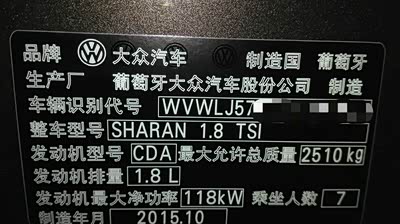 品牌 大众汽车 制造国 葡萄牙
生产厂 葡萄牙大众汽车股份公司 制造
车辆识别代号 WVWLJ57
整车型号 SHARAN 1.8 TSI
发动机型号 CDA 最大允许总质量 2510 kg
发动机排量 1.8 L
发动机最大净功率 118kW 乘坐人数 7
制造年月 2015.10